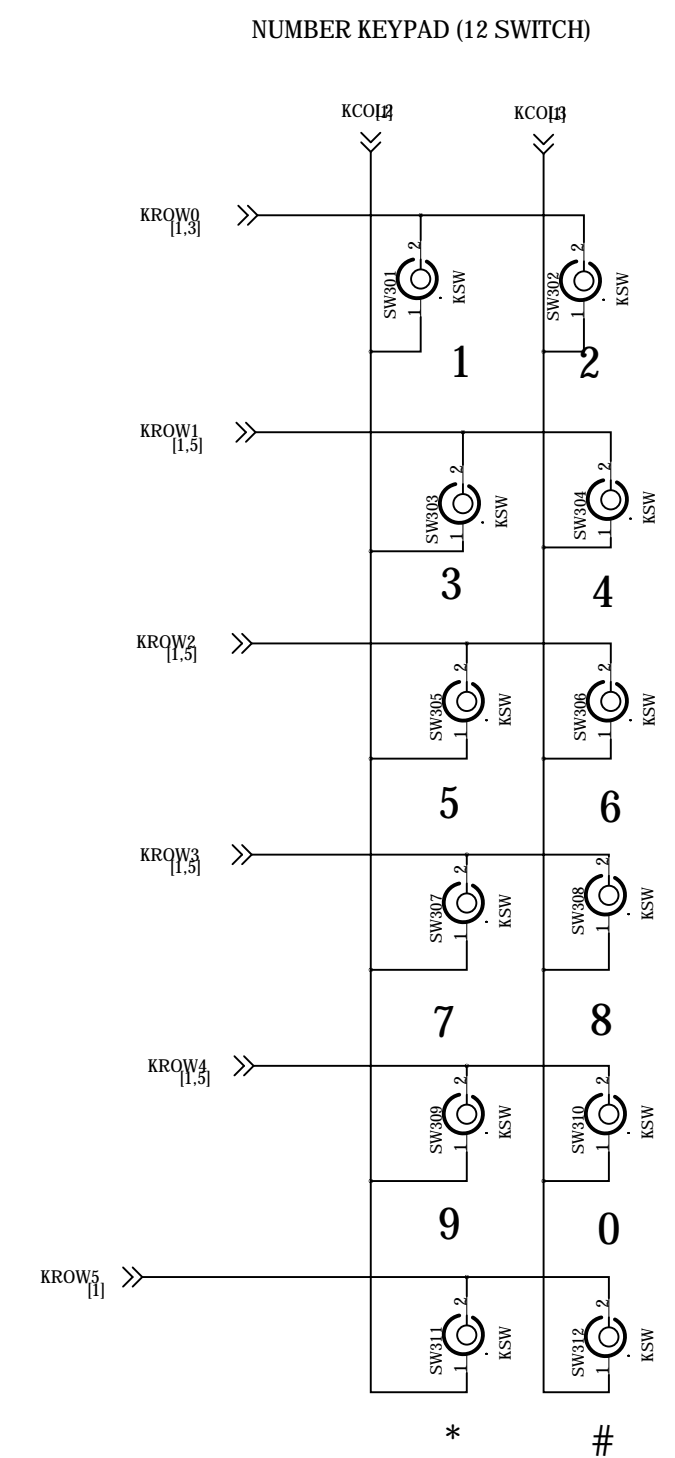 NUMBER KEYPAD (12 SWITCH)
KCOL2 [1]
KCOL3 [1]
KROW0 [1,3]
2 2
SW301 KSW SW302 KSW
1 1
1 2
KROW1 [1,5]
2 2
SW303 KSW SW304 KSW
1 1
3 4
KROW2 [1,5]
2 2
SW305 KSW SW306 KSW
1 1
5 6
KROW3 [1,5]
2 2
SW307 KSW SW308 KSW
1 1
7 8
KROW4 [1,5]
2 2
SW309 KSW SW310 KSW
1 1
9 0
KROW5 [1]
2 2
SW311 KSW SW312 KSW
1 1
* #